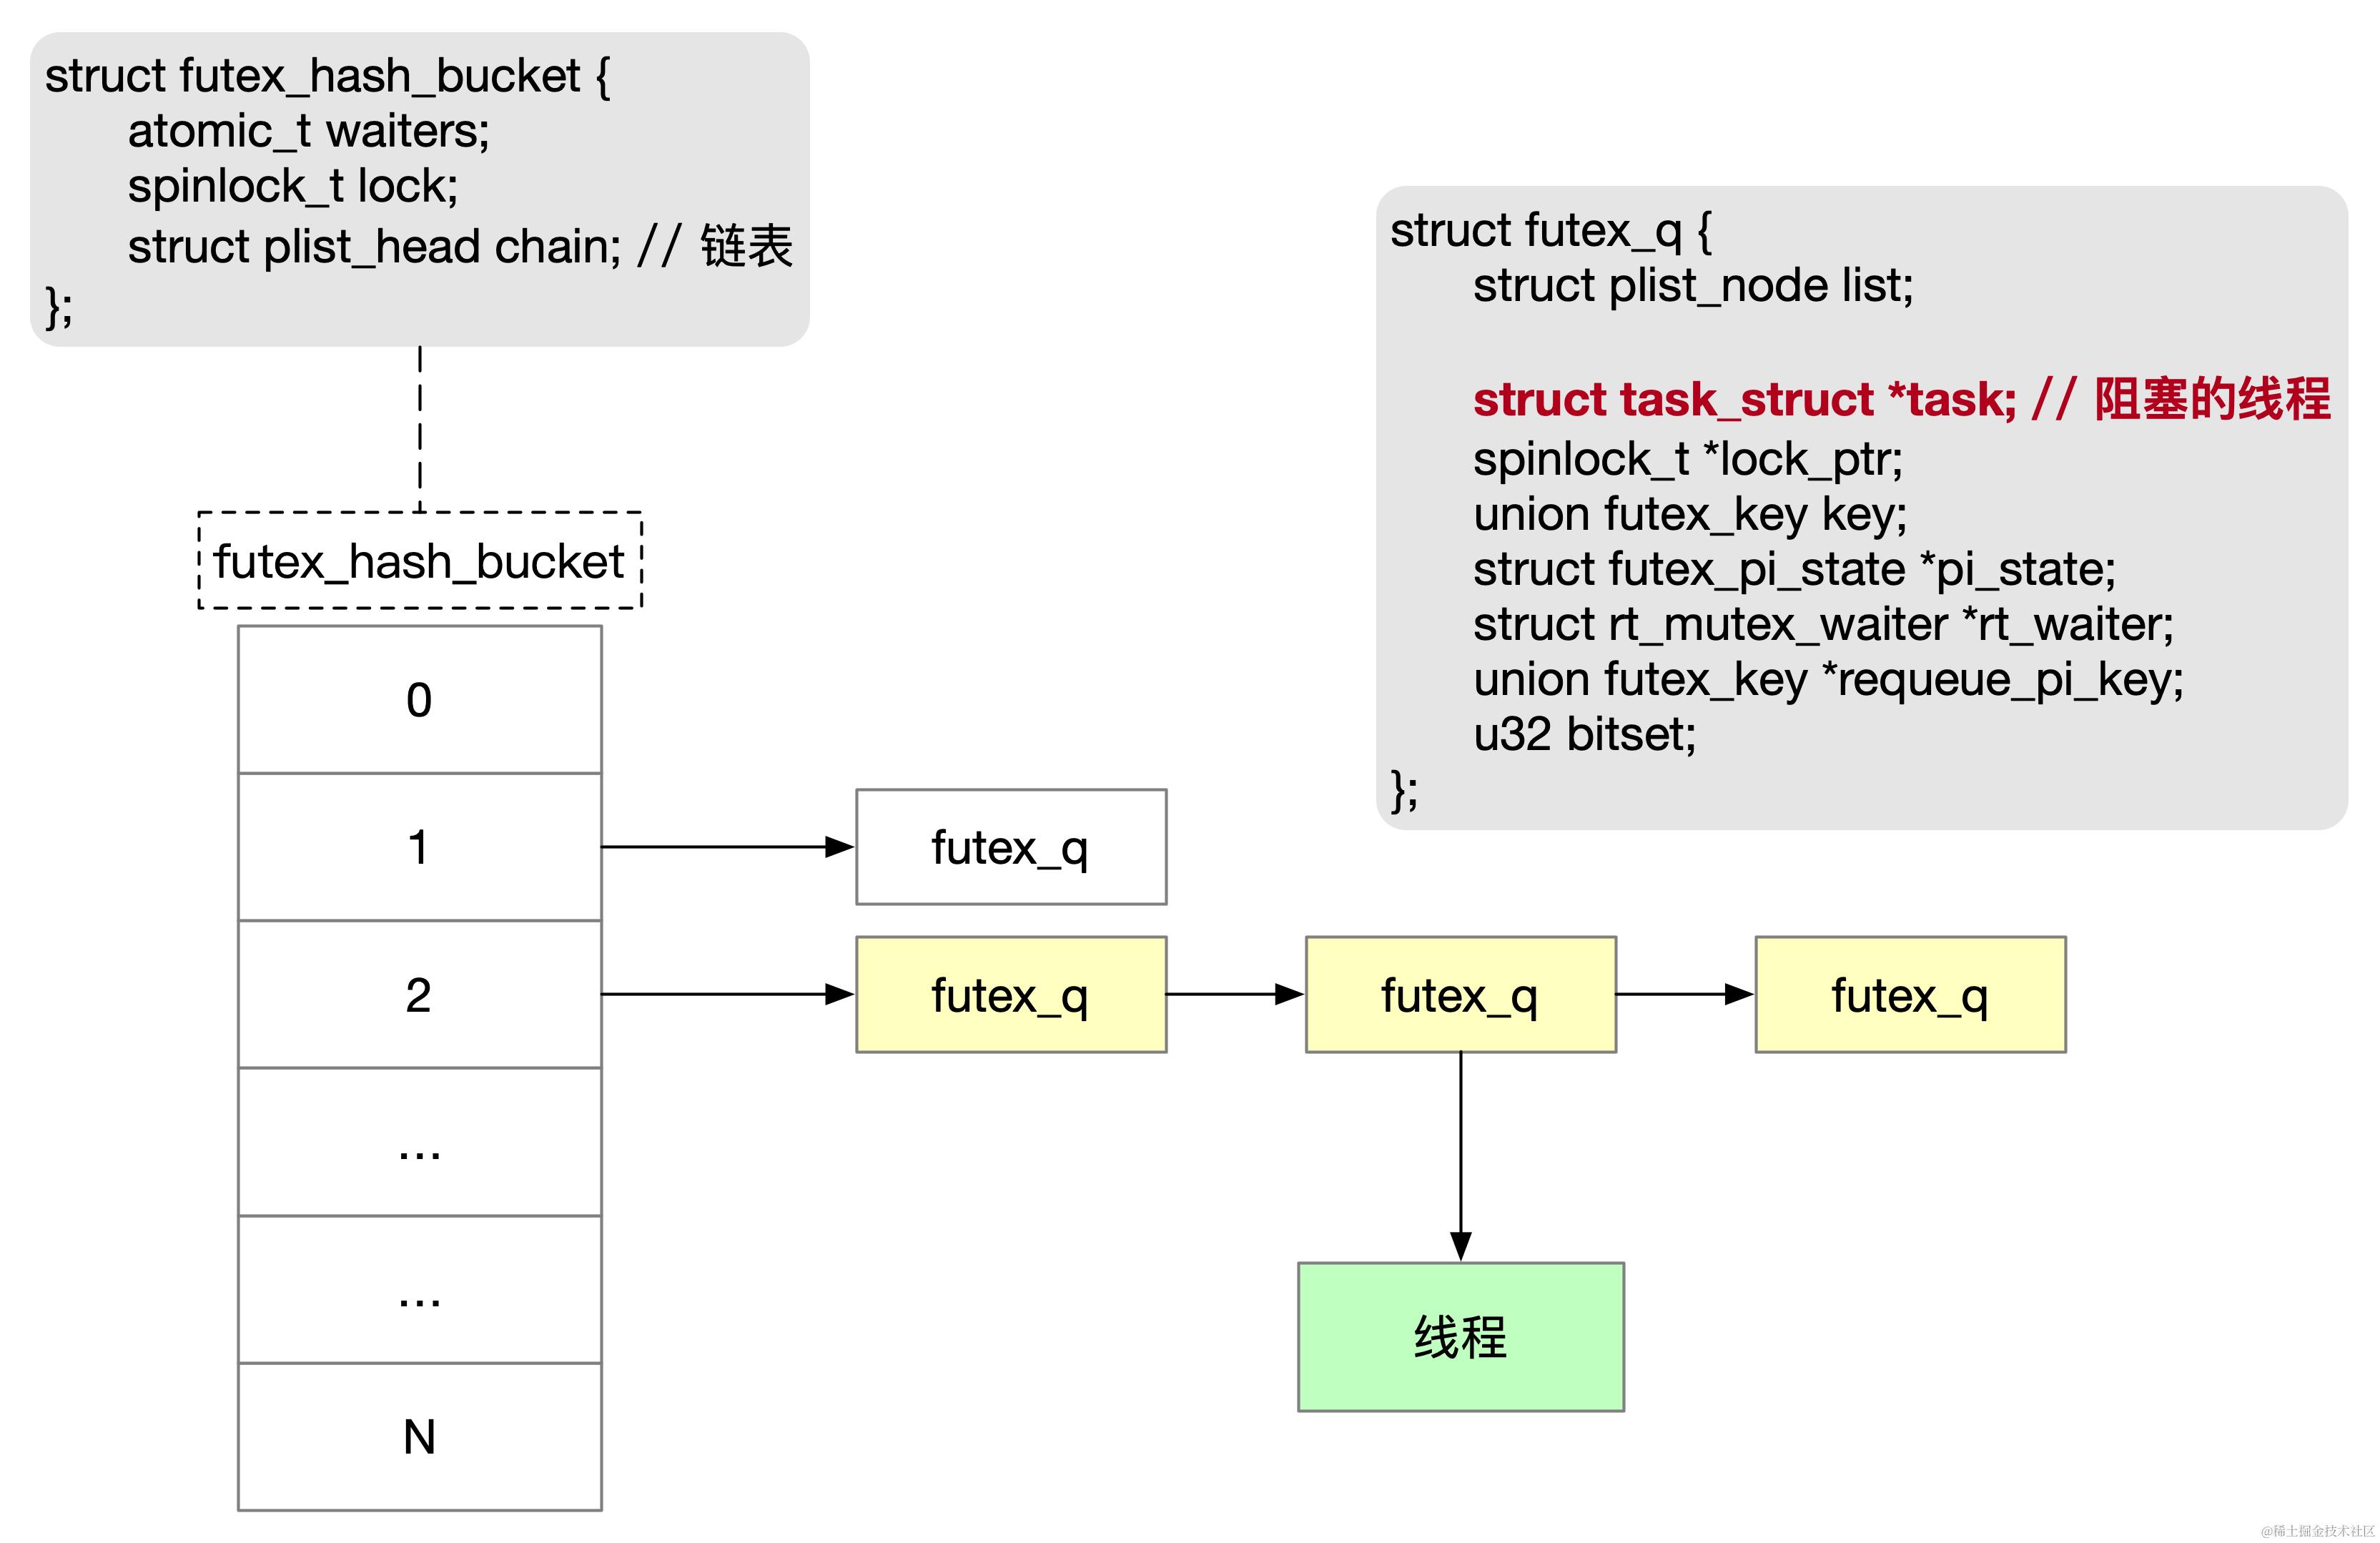 struct futex_hash_bucket {
atomic_t waiters;
spinlock_t lock;
struct plist_head chain; // 链表
};
struct futex_q {
struct plist_node list;
struct task_struct *task; // 阻塞的线程
spinlock_t *lock_ptr;
union futex_key key;
struct futex_pi_state *pi_state;
struct rt_mutex_waiter *rt_waiter;
union futex_key *requeue_pi_key;
u32 bitset;
};
futex_hash_bucket
0
1
futex_q
2
futex_q
futex_q
futex_q
...
...
线程
N
@稀土掘金技术社区